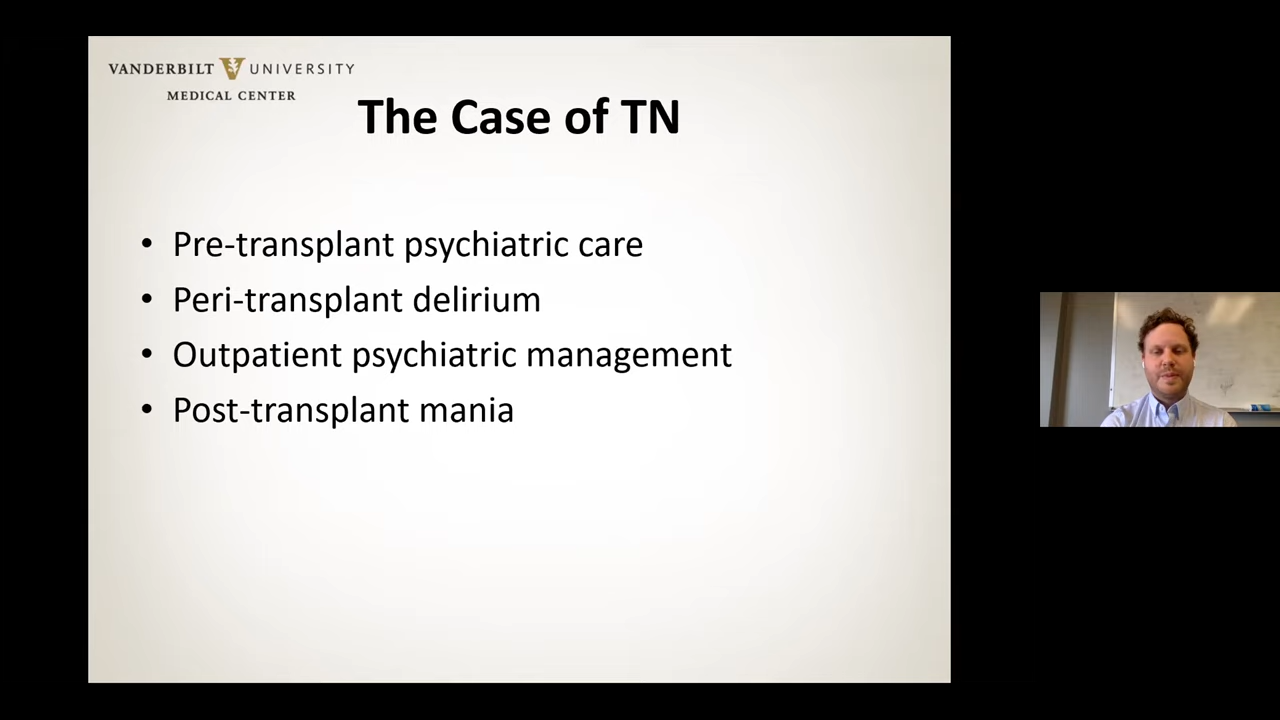 VANDERBILT UNIVERSITY
MEDICAL CENTER
The Case of TN
• Pre-transplant psychiatric care
• Peri-transplant delirium
• Outpatient psychiatric management
• Post-transplant mania